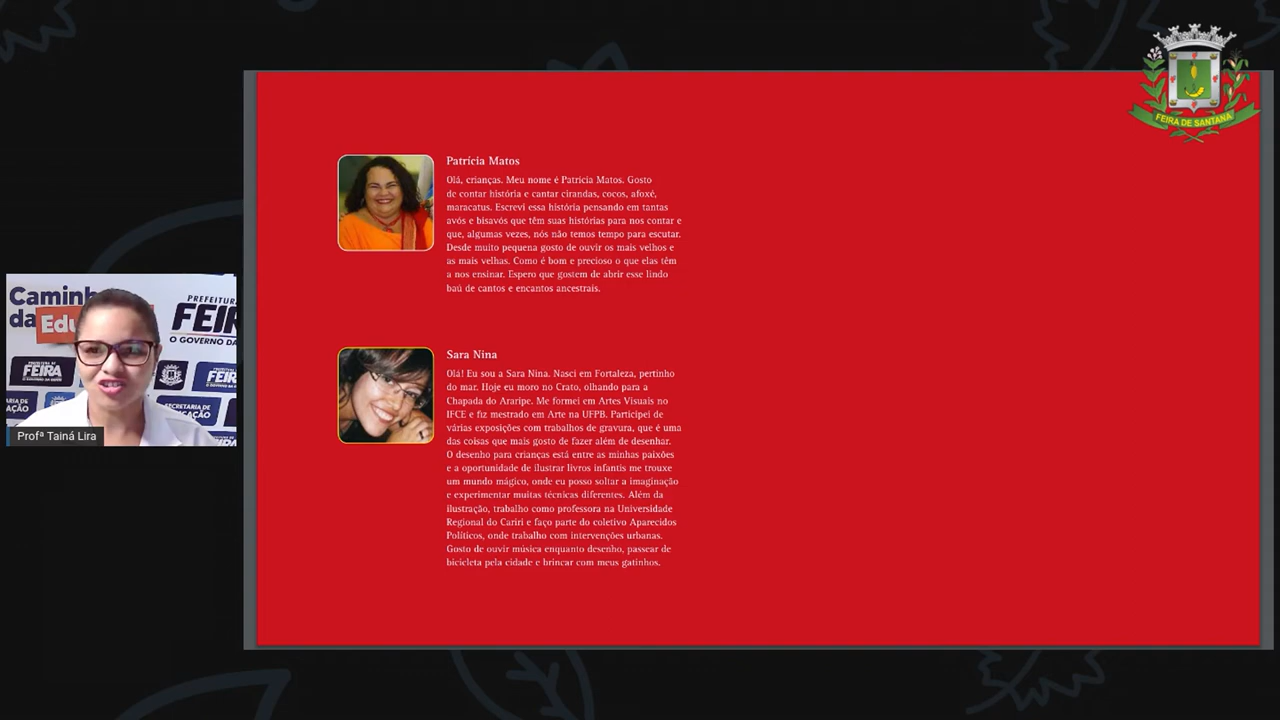 FEIRA DE SANTANA
Patrícia Matos
Olá, crianças. Meu nome é Patrícia Matos. Gosto
de contar história e cantar cirandas, cocos, afoxé,
maracatus. Escrevi essa história pensando em tantas
avós e bisavós que têm suas histórias para nos contar e
que, algumas vezes, nós não temos tempo para escutar.
Desde muito pequena gosto de ouvir os mais velhos e
as mais velhas. Como é bom e precioso o que elas têm
a nos ensinar. Espero que gostem de abrir esse lindo
baú de cantos e encantos ancestrais.
Sara Nina
Olá! Eu sou a Sara Nina. Nasci em Fortaleza, pertinho
do mar. Hoje eu moro no Crato, olhando para a
Chapada do Araripe. Me formei em Artes Visuais no
IFCE e fiz mestrado em Arte na UFPB. Participei de
várias exposições com trabalhos de gravura, que é uma
das coisas que mais gosto de fazer além de desenhar.
O desenho para crianças está entre as minhas paixões
e a oportunidade de ilustrar livros infantis me trouxe
um mundo mágico, onde eu posso soltar a imaginação
e experimentar muitas técnicas diferentes. Além da
ilustração, trabalho como professora na Universidade
Regional do Cariri e faço parte do coletivo Aparecidos
Políticos, onde trabalho com intervenções urbanas.
Gosto de ouvir música enquanto desenho, passear de
bicicleta pela cidade e brincar com meus gatinhos.
Caminh
da Edu
PREFEITUR
FEIR
O GOVERNO DA
FEIRA
SECRETARIA DE
Profª Tainá Lira